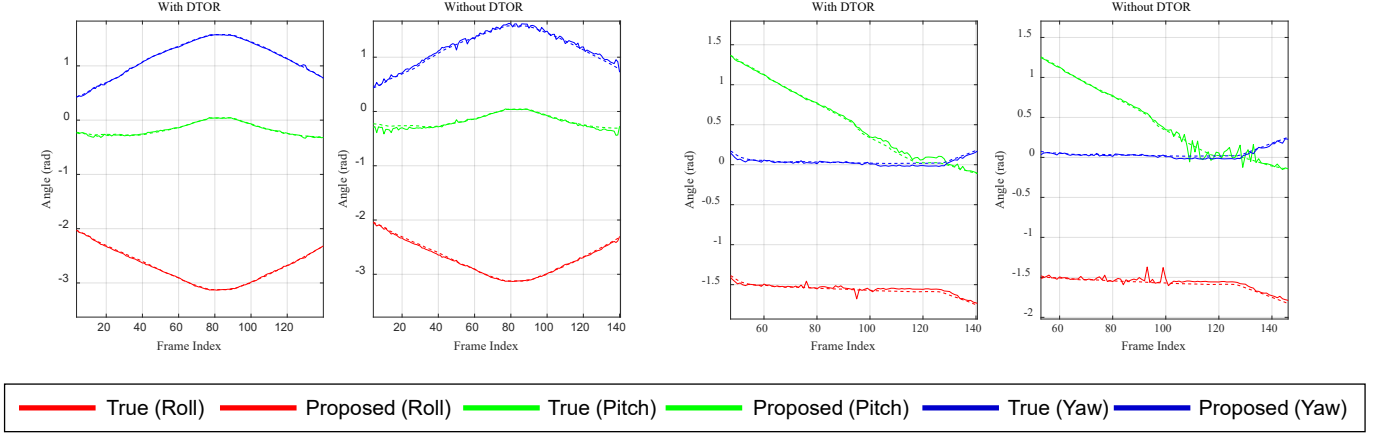 With DTOR
Without DTOR
With DTOR
Without DTOR
Angle (rad)
1
0
-1
-2
-3
20 40 60 80 100 120
Frame Index
Angle (rad)
1
0
-1
-2
-3
20 40 60 80 100 120 140
Frame Index
Angle (rad)
1.5
1
0.5
0
-0.5
-1
-1.5
60 80 100 120 140
Frame Index
Angle (rad)
1.5
1
0.5
0
-0.5
-1
-1.5
-2
60 80 100 120 140
Frame Index
True (Roll) Proposed (Roll) True (Pitch) Proposed (Pitch) True (Yaw) Proposed (Yaw)